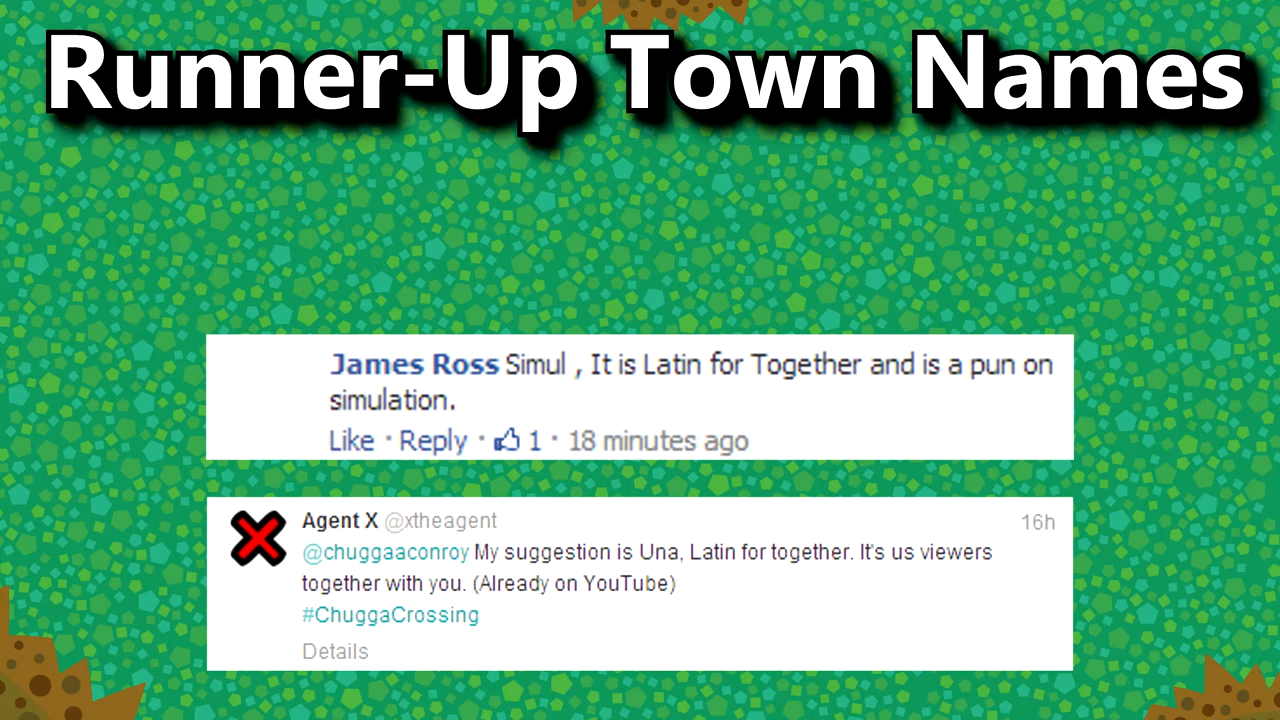 Runner-Up Town Names
James Ross Simul , It is Latin for Together and is a pun on
simulation.
Like · Reply · 1 · 18 minutes ago
Agent X @xtheagent 16h
@chuggaaconroy My suggestion is Una, Latin for together. It's us viewers
together with you. (Already on YouTube)
#ChuggaCrossing
Details